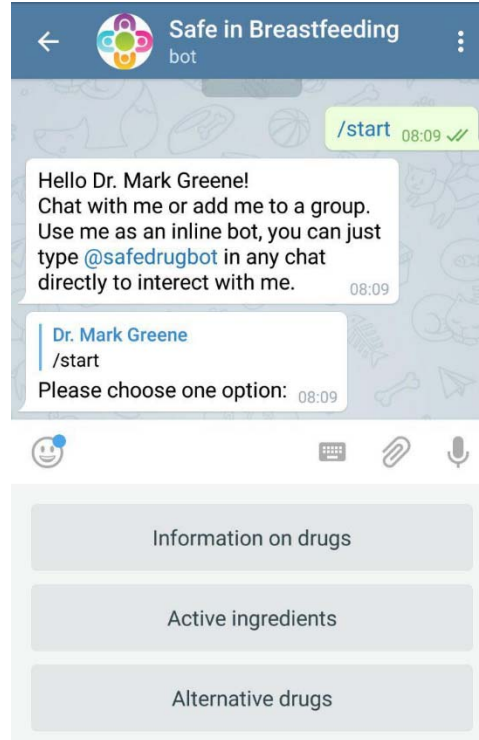 Safe in Breastfeeding
bot
/start 08:09
Hello Dr. Mark Greene!
Chat with me or add me to a group.
Use me as an inline bot, you can just
type @safedrugbot in any chat
directly to interect with me. 08:09
Dr. Mark Greene
/start
Please choose one option: 08:09
Information on drugs
Active ingredients
Alternative drugs